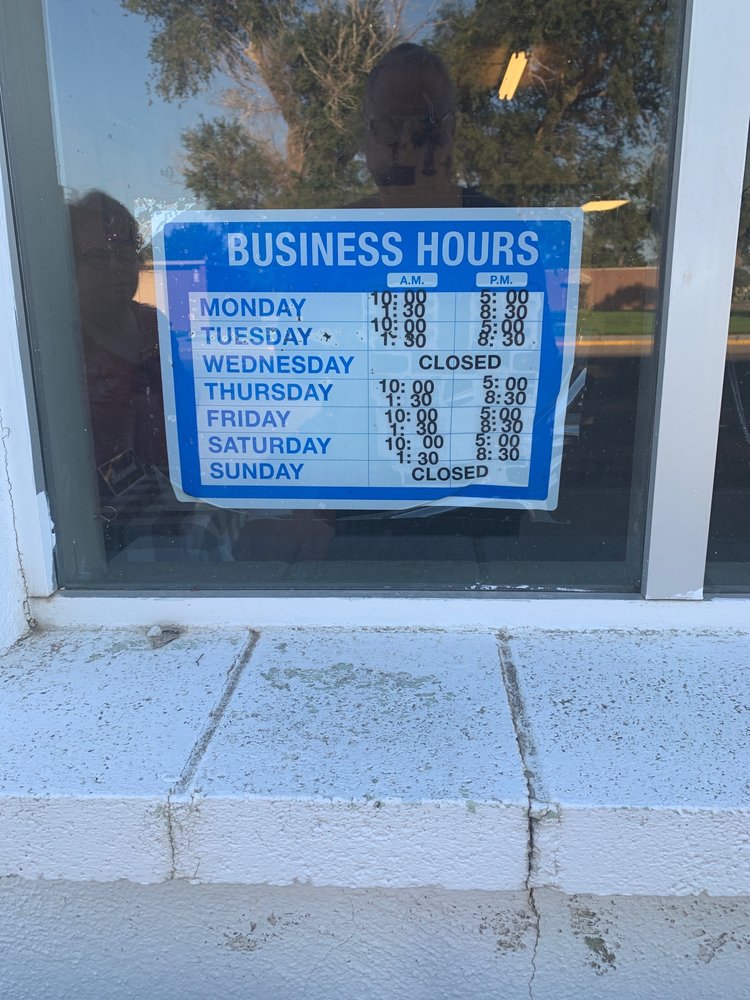 BUSINESS HOURS
A.M. P.M.
MONDAY 10:00 5:00
1:30 8:30
TUESDAY 10:00 5:00
1:30 8:30
WEDNESDAY CLOSED
THURSDAY 10:00 5:00
1:30 8:30
FRIDAY 10:00 5:00
1:30 8:30
SATURDAY 10:00 5:00
1:30 8:30
SUNDAY CLOSED